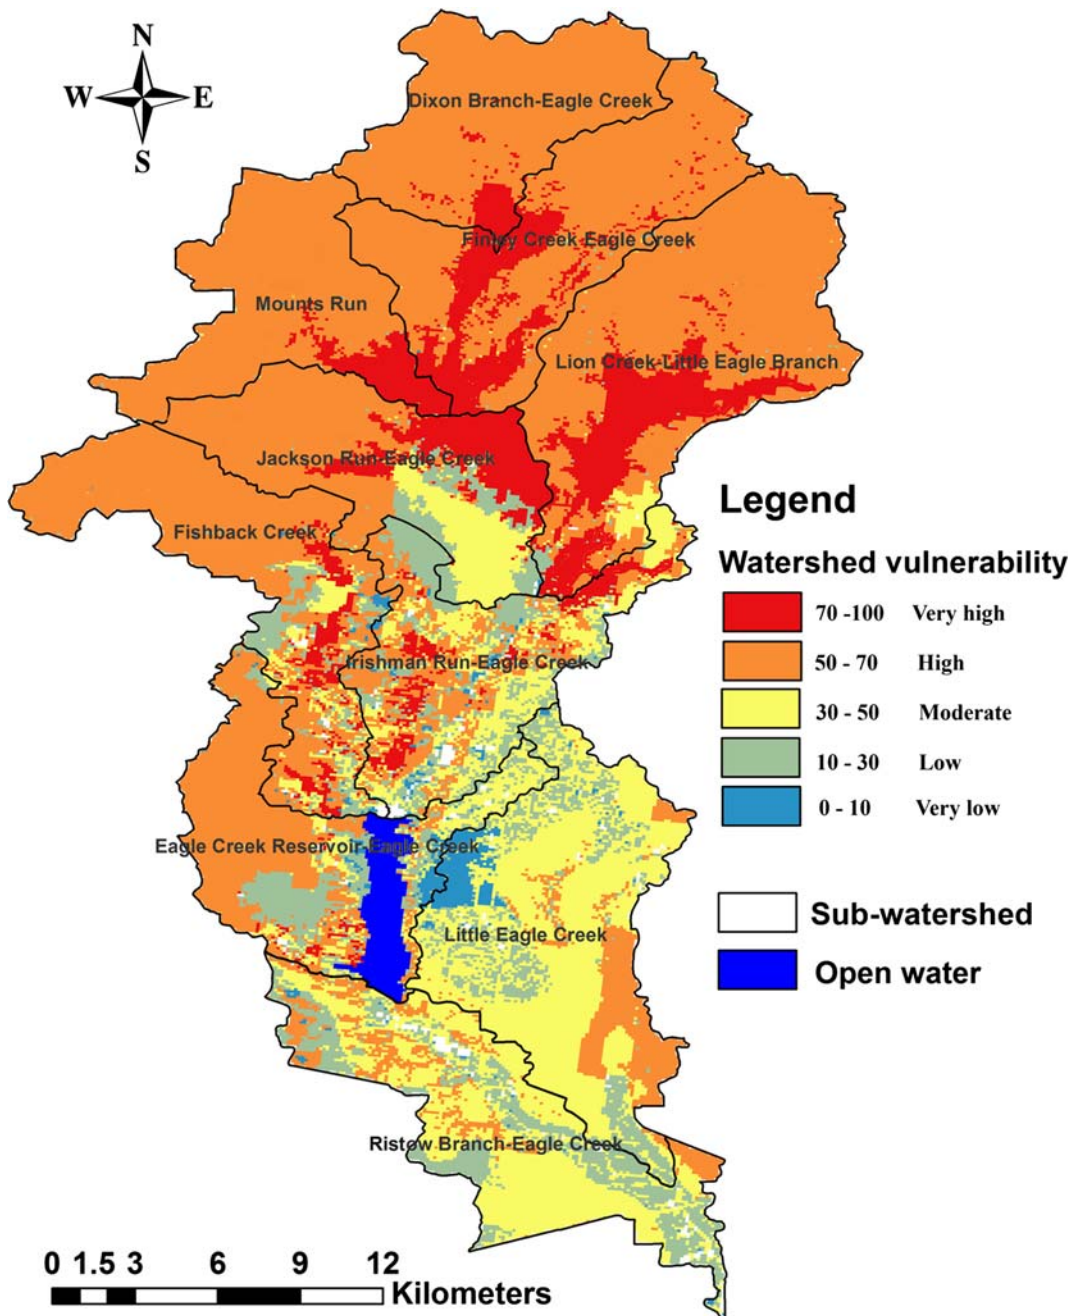 N
W E
S
Dixon Branch-Eagle Creek
Finley Creek-Eagle Creek
Mounts Run
Lion Creek-Little Eagle Branch
Jackson Run-Eagle Creek
Fishback Creek
Irishman Run-Eagle Creek
Eagle Creek Reservoir-Eagle Creek
Little Eagle Creek
Ristow Branch-Eagle Creek
Legend
Watershed vulnerability
70 -100 Very high
50 - 70 High
30 - 50 Moderate
10 - 30 Low
0 - 10 Very low
Sub-watershed
Open water
0 1.5 3 6 9 12
Kilometers